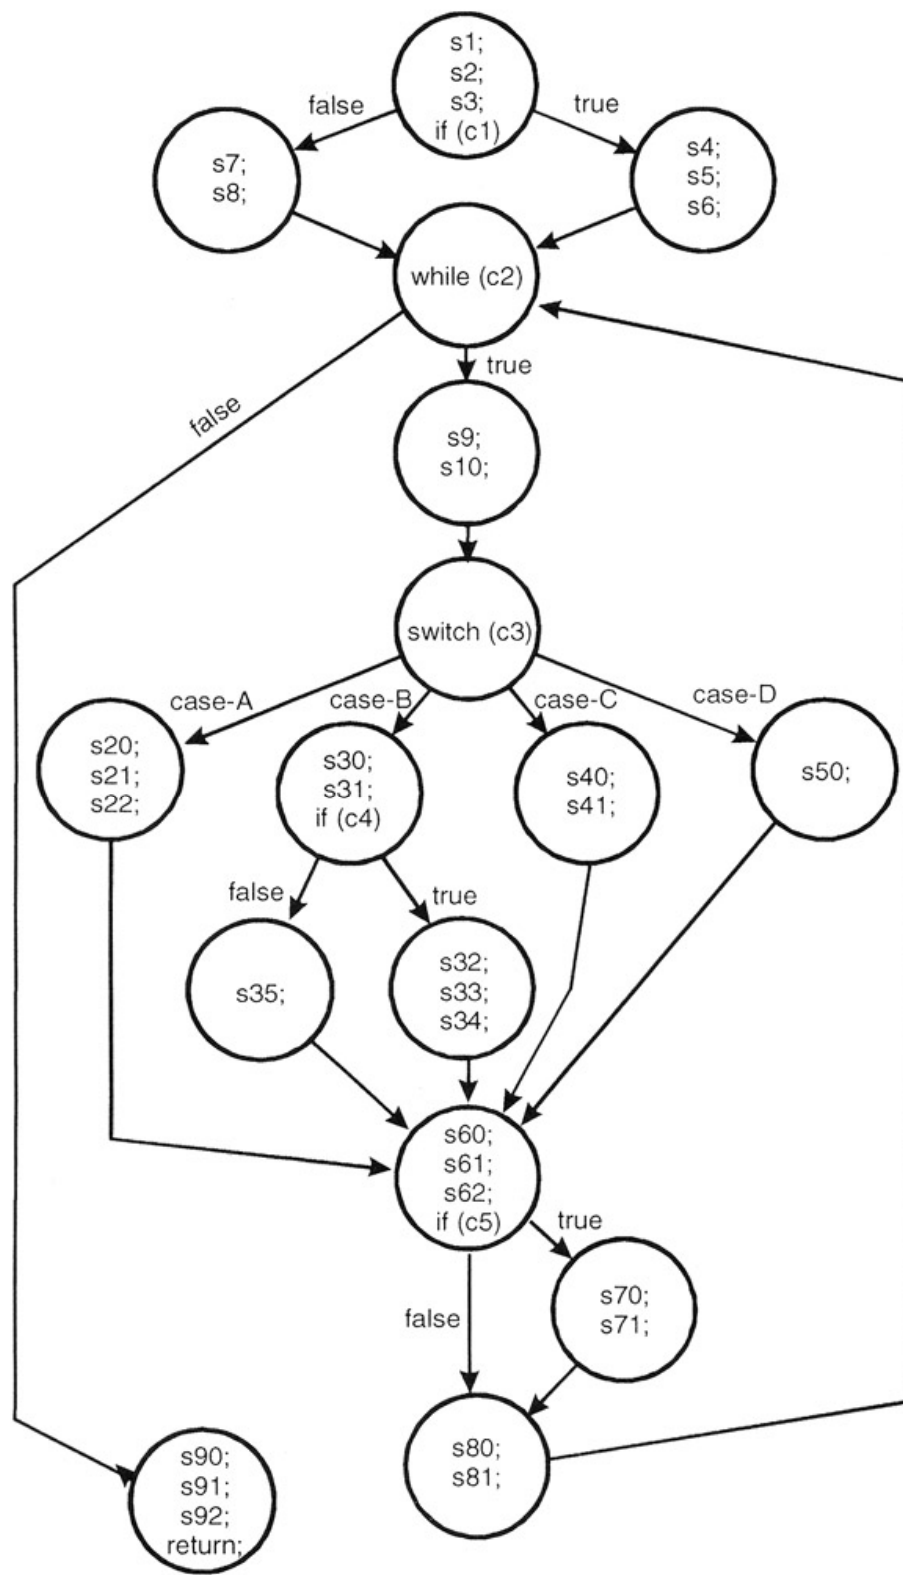 s1;
s2;
s3;
if (c1)
false
true
s7;
s8;
s4;
s5;
s6;
while (c2)
true
false
s9;
s10;
switch (c3)
case-A
case-B
case-C
case-D
s20;
s21;
s22;
s30;
s31;
if (c4)
s40;
s41;
s50;
false
true
s35;
s32;
s33;
s34;
s60;
s61;
s62;
if (c5)
true
false
s70;
s71;
s80;
s81;
s90;
s91;
s92;
return;